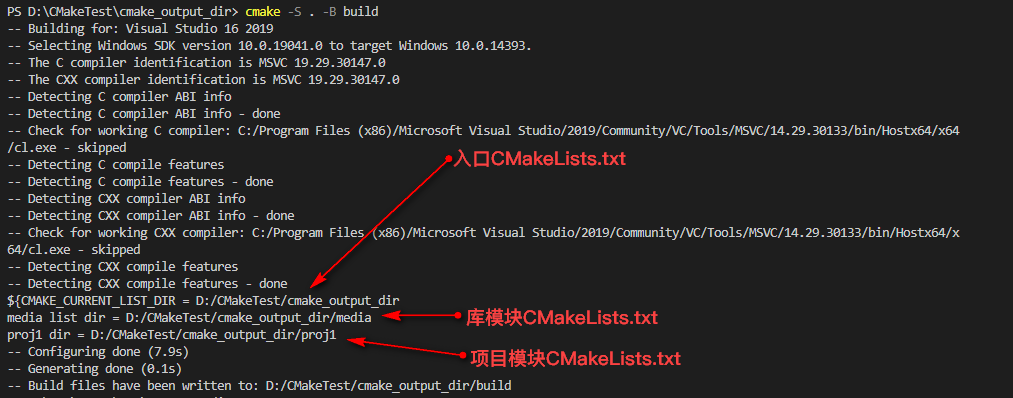 PS D:\CMakeTest\cmake_output_dir> cmake -S . -B build
-- Building for: Visual Studio 16 2019
-- Selecting Windows SDK version 10.0.19041.0 to target Windows 10.0.14393.
-- The C compiler identification is MSVC 19.29.30147.0
-- The CXX compiler identification is MSVC 19.29.30147.0
-- Detecting C compiler ABI info
-- Detecting C compiler ABI info - done
-- Check for working C compiler: C:/Program Files (x86)/Microsoft Visual Studio/2019/Community/VC/Tools/MSVC/14.29.30133/bin/Hostx64/x64
/cl.exe - skipped
入口CMakeLists.txt
-- Detecting C compile features
-- Detecting C compile features - done
-- Detecting CXX compiler ABI info
-- Detecting CXX compiler ABI info - done
-- Check for working CXX compiler: C:/Program Files (x86)/Microsoft Visual Studio/2019/Community/VC/Tools/MSVC/14.29.30133/bin/Hostx64/x
64/cl.exe - skipped
-- Detecting CXX compile features
-- Detecting CXX compile features - done
${CMAKE_CURRENT_LIST_DIR = D:/CMakeTest/cmake_output_dir
media list dir = D:/CMakeTest/cmake_output_dir/media
库模块CMakeLists.txt
proj1 dir = D:/CMakeTest/cmake_output_dir/proj1
-- Configuring done (7.9s)
项目模块CMakeLists.txt
-- Generating done (0.1s)
-- Build files have been written to: D:/CMakeTest/cmake_output_dir/build